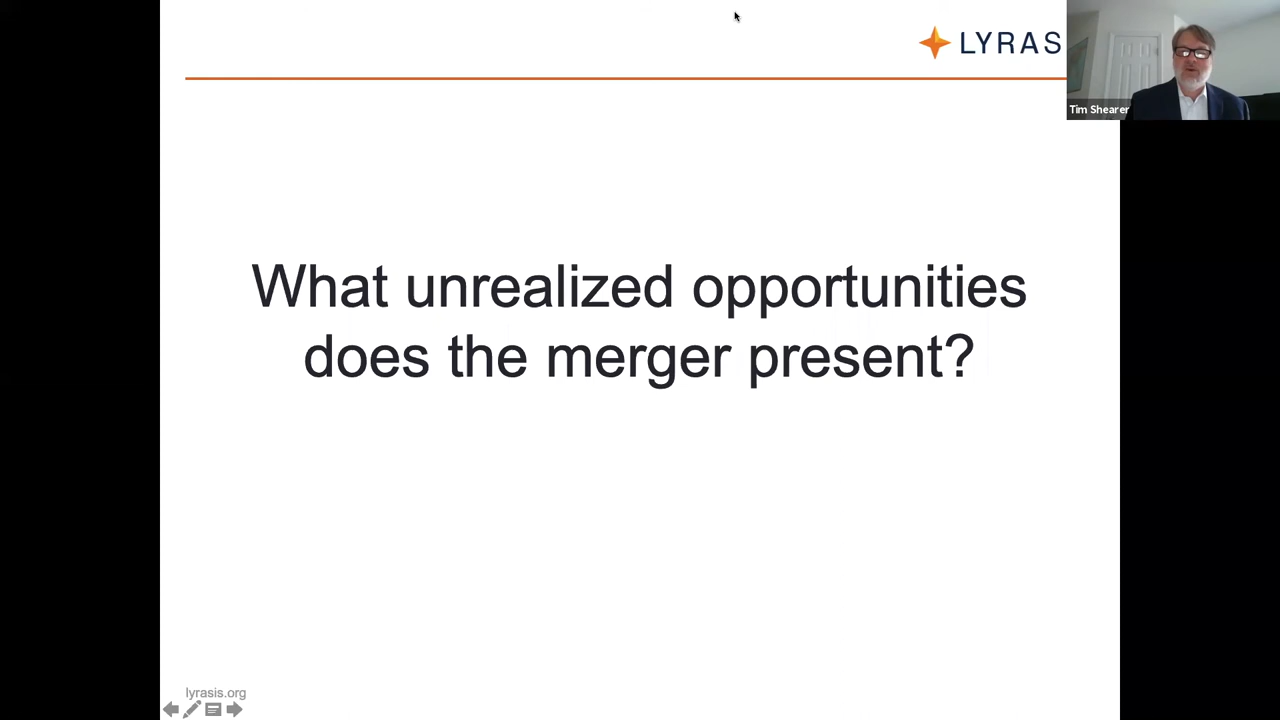 LYRAS
Tim Shearer
What unrealized opportunities
does the merger present?
lyrasis.org